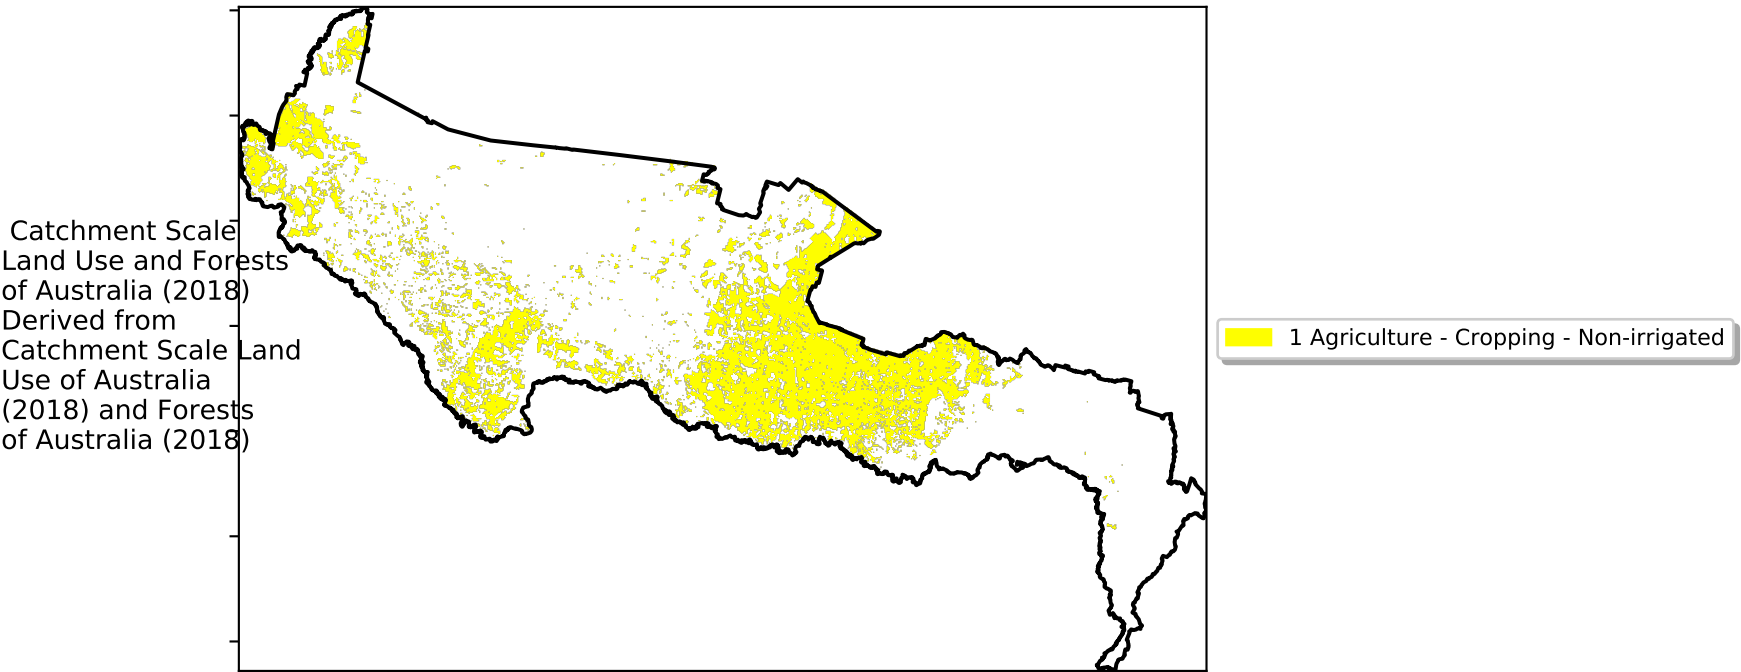 Catchment Scale
Land Use and Forests
of Australia (2018)
Derived from
Catchment Scale Land
Use of Australia
(2018) and Forests
of Australia (2018)
1 Agriculture - Cropping - Non-irrigated